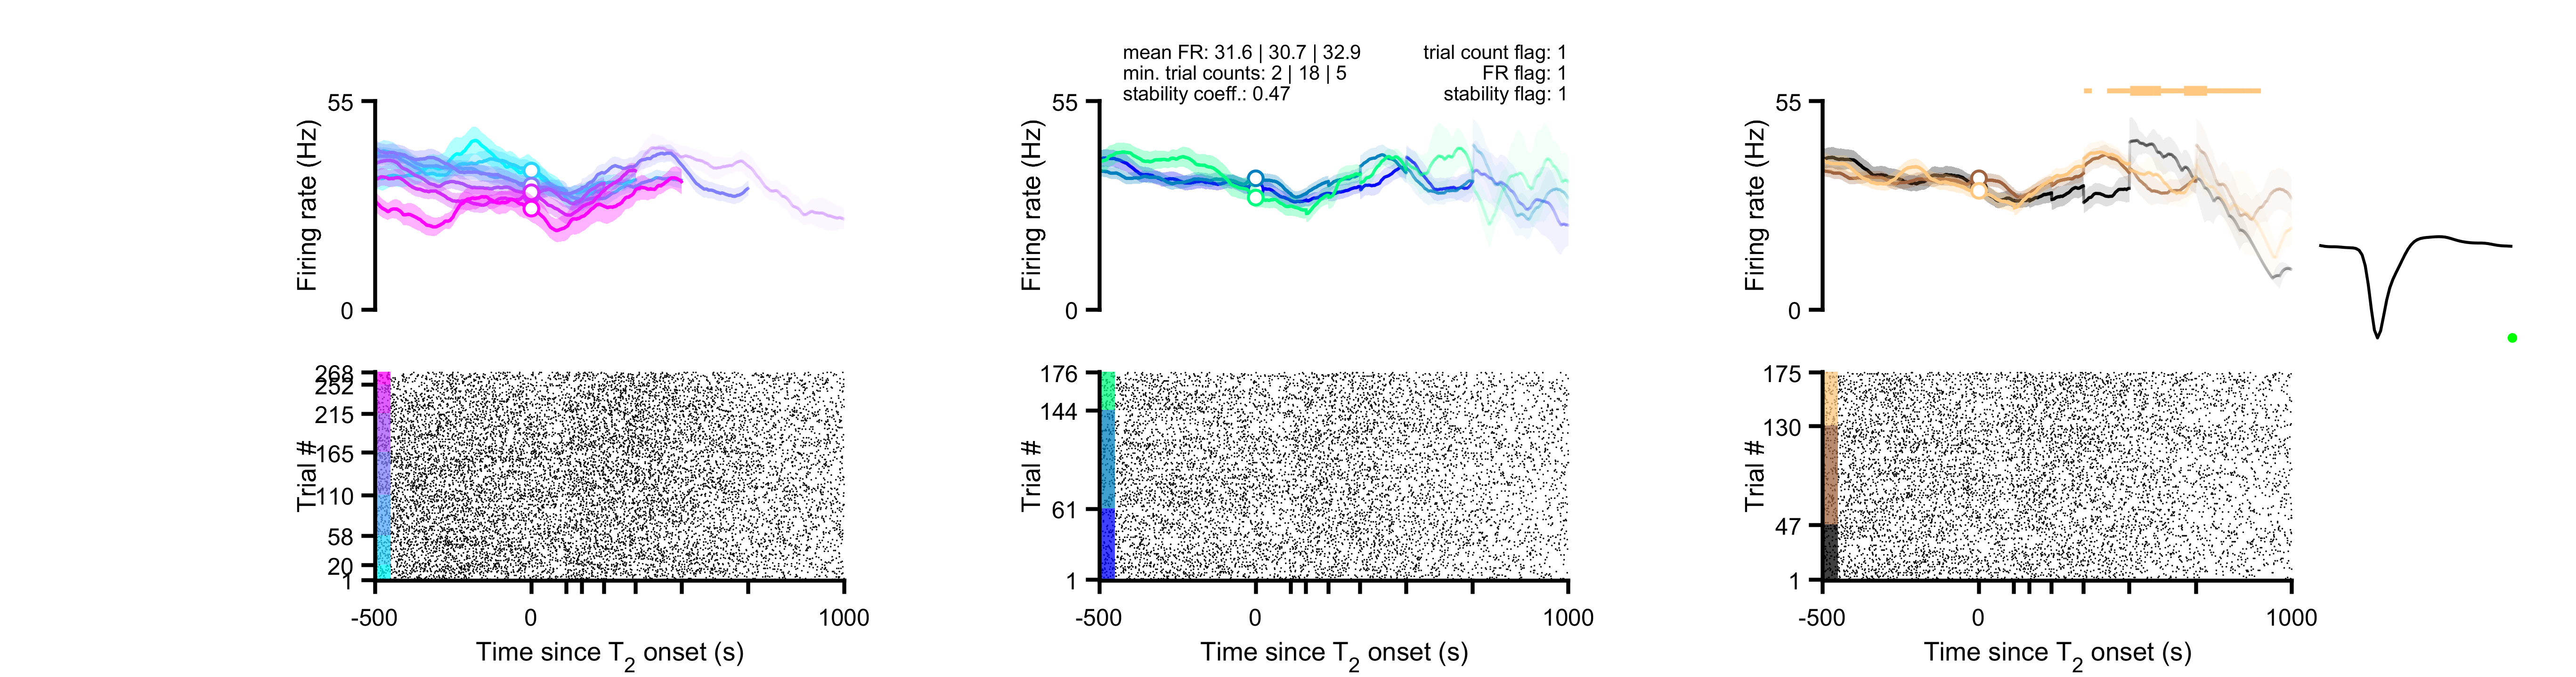 mean FR: 31.6 | 30.7 | 32.9
min. trial counts: 2 | 18 | 5
stability coeff.: 0.47
trial count flag: 1
FR flag: 1
stability flag: 1
55
Firing rate (Hz)
0
55
Firing rate (Hz)
0
55
Firing rate (Hz)
0
268
252
215
165
110
58
20
1
Trial #
-500
0
1000
Time since T2 onset (s)
176
144
61
1
Trial #
-500
0
1000
Time since T2 onset (s)
175
130
47
1
Trial #
-500
0
1000
Time since T2 onset (s)